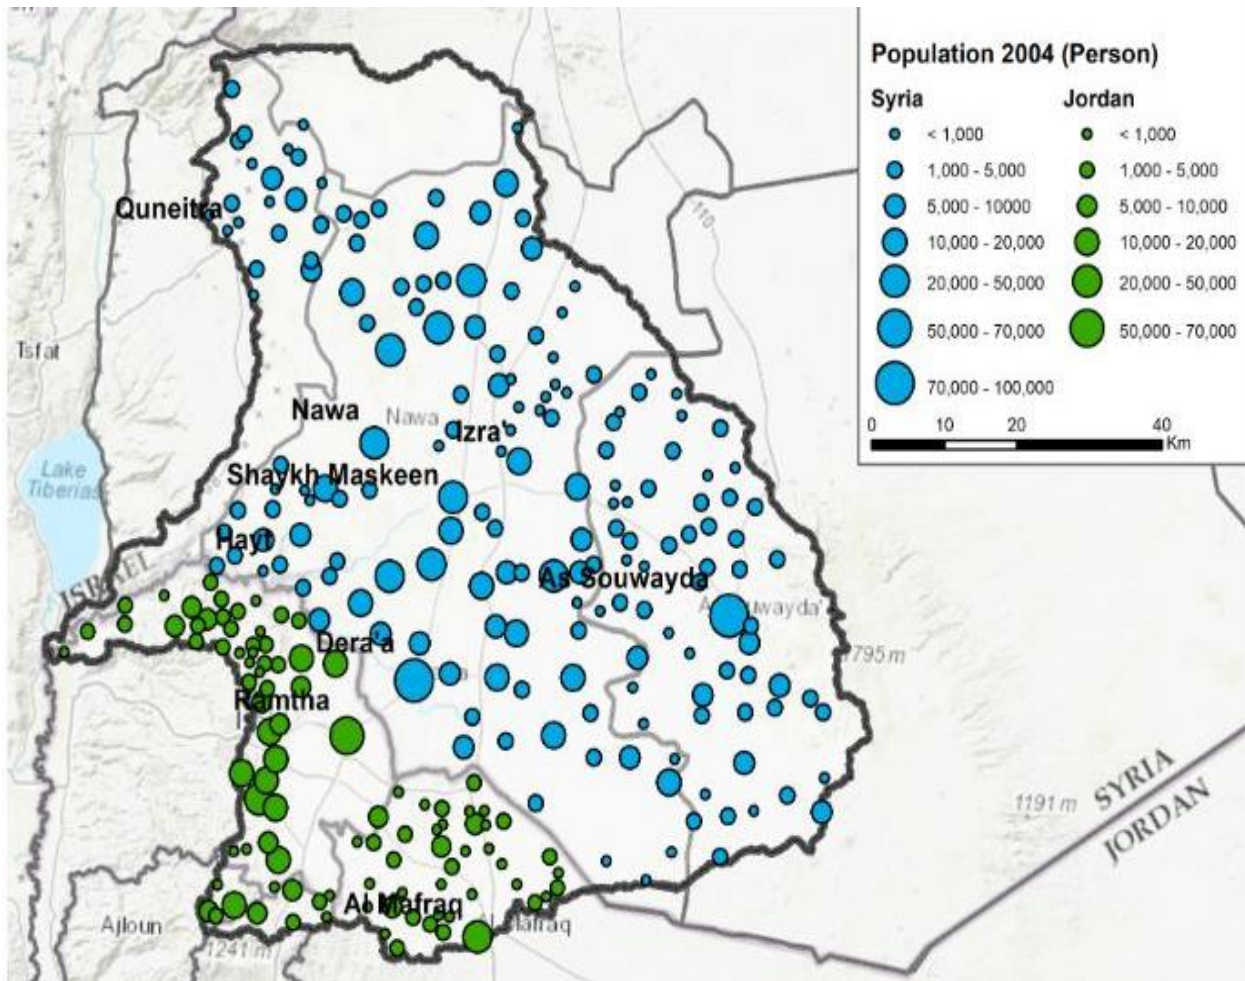 Population 2004 (Person)
Syria Jordan
< 1,000 < 1,000
1,000 - 5,000 1,000 - 5,000
5,000 - 10000 5,000 - 10,000
10,000 - 20,000 10,000 - 20,000
20,000 - 50,000 20,000 - 50,000
50,000 - 70,000 50,000 - 70,000
70,000 - 100,000
0 10 20 40
Km
110
Quneitra
Tsfat
Nawa
Nawa
Izra'
Shaykh Maskeen
Lake
Tiberias
Hayt
ISRAEL
As Souwayda
Dera'a
1795 m
Ramtha
SYRIA
1191 m
JORDAN
Al Mafraq
Ajloun
1241 m